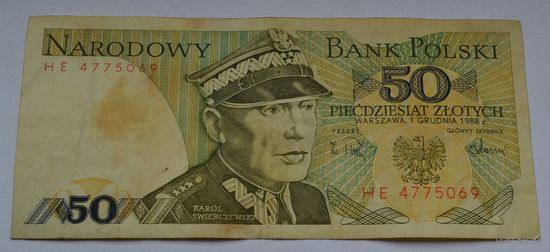 NARODOWY BANK POLSKI
HE 4775069
50
PIĘĆDZIESIĄT ZŁOTYCH
WARSZAWA, 1 GRUDNIA 1988 r.
PREZES GŁÓWNY SKARBNIK
HE 4775069
KAROL
ŚWIERCZEWSKI
50